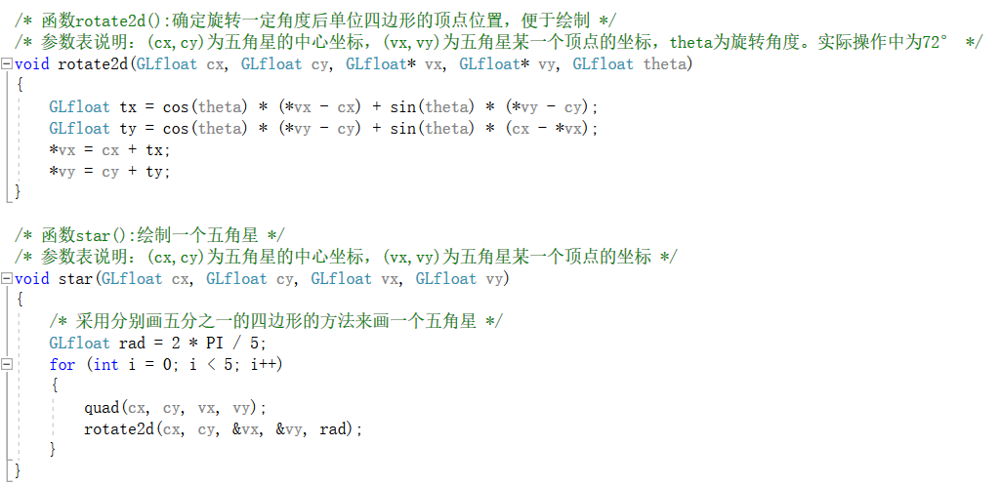 /* 函数rotate2d():确定旋转一定角度后单位四边形的顶点位置，便于绘制 */
/* 参数表说明：(cx,cy)为五角星的中心坐标，(vx,vy)为五角星某一个顶点的坐标，theta为旋转角度。实际操作中为72° */
void rotate2d(GLfloat cx, GLfloat cy, GLfloat* vx, GLfloat* vy, GLfloat theta)
{
GLfloat tx = cos(theta) * (*vx - cx) + sin(theta) * (*vy - cy);
GLfloat ty = cos(theta) * (*vy - cy) + sin(theta) * (cx - *vx);
*vx = cx + tx;
*vy = cy + ty;
}
/* 函数star():绘制一个五角星 */
/* 参数表说明：(cx,cy)为五角星的中心坐标，(vx,vy)为五角星某一个顶点的坐标 */
void star(GLfloat cx, GLfloat cy, GLfloat vx, GLfloat vy)
{
/* 采用分别画五分之一的四边形的方法来画一个五角星 */
GLfloat rad = 2 * PI / 5;
for (int i = 0; i < 5; i++)
{
quad(cx, cy, vx, vy);
rotate2d(cx, cy, &vx, &vy, rad);
}
}